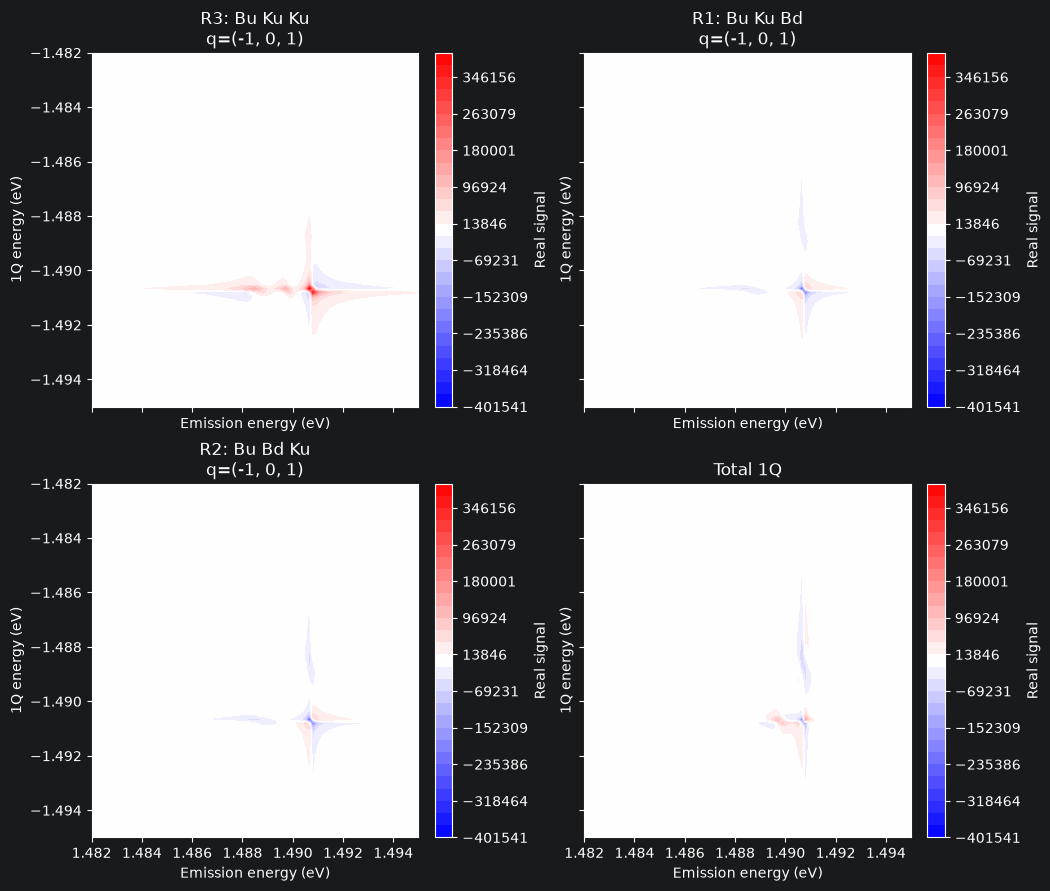 R3: Bu Ku Ku
q=(-1, 0, 1)
−1.482
−1.484
−1.486
−1.488
−1.490
−1.492
−1.494
1Q energy (eV)
Emission energy (eV)
346156
263079
180001
96924
13846
−69231
−152309
−235386
−318464
−401541
Real signal
R1: Bu Ku Bd
q=(-1, 0, 1)
1Q energy (eV)
Emission energy (eV)
346156
263079
180001
96924
13846
−69231
−152309
−235386
−318464
−401541
Real signal
R2: Bu Bd Ku
q=(-1, 0, 1)
−1.482
−1.484
−1.486
−1.488
−1.490
−1.492
−1.494
1Q energy (eV)
1.482 1.484 1.486 1.488 1.490 1.492 1.494
Emission energy (eV)
346156
263079
180001
96924
13846
−69231
−152309
−235386
−318464
−401541
Real signal
Total 1Q
1Q energy (eV)
1.482 1.484 1.486 1.488 1.490 1.492 1.494
Emission energy (eV)
346156
263079
180001
96924
13846
−69231
−152309
−235386
−318464
−401541
Real signal